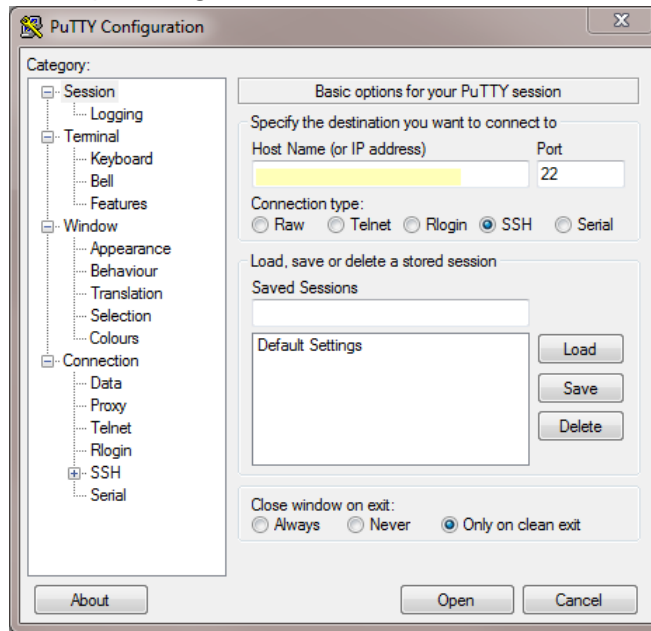 PuTTY Configuration
Category:
Session
Logging
Terminal
Keyboard
Bell
Features
Window
Appearance
Behaviour
Translation
Selection
Colours
Connection
Data
Proxy
Telnet
Rlogin
SSH
Serial
Basic options for your PuTTY session
Specify the destination you want to connect to
Host Name (or IP address) Port
22
Connection type:
Raw Telnet Rlogin SSH Serial
Load, save or delete a stored session
Saved Sessions
Default Settings
Load
Save
Delete
Close window on exit:
Always Never Only on clean exit
About Open Cancel